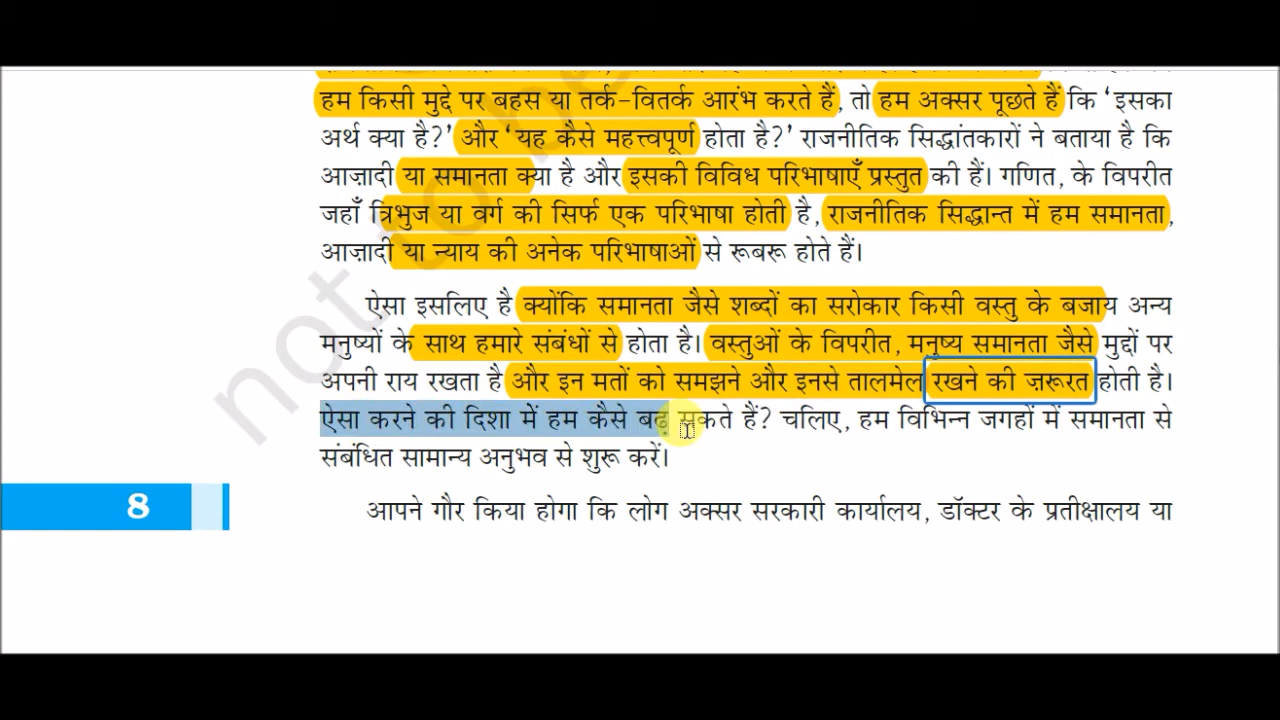 हम किसी मुद्दे पर बहस या तर्क-वितर्क आरंभ करते हैं, तो हम अक्सर पूछते हैं कि ‘इसका
अर्थ क्या है?’ और ‘यह कैसे महत्त्वपूर्ण होता है?’ राजनीतिक सिद्धांतकारों ने बताया है कि
आज़ादी या समानता क्या है और इसकी विविध परिभाषाएँ प्रस्तुत की हैं। गणित, के विपरीत
जहाँ त्रिभुज या वर्ग की सिर्फ एक परिभाषा होती है, राजनीतिक सिद्धान्त में हम समानता,
आज़ादी या न्याय की अनेक परिभाषाओं से रूबरू होते हैं।
ऐसा इसलिए है क्योंकि समानता जैसे शब्दों का सरोकार किसी वस्तु के बजाय अन्य
मनुष्यों के साथ हमारे संबंधों से होता है। वस्तुओं के विपरीत, मनुष्य समानता जैसे मुद्दों पर
अपनी राय रखता है और इन मतों को समझने और इनसे तालमेल रखने की ज़रूरत होती है।
ऐसा करने की दिशा में हम कैसे बढ़ सकते हैं? चलिए, हम विभिन्न जगहों में समानता से
संबंधित सामान्य अनुभव से शुरू करें।
8
आपने गौर किया होगा कि लोग अक्सर सरकारी कार्यालय, डॉक्टर के प्रतीक्षालय या
not to be